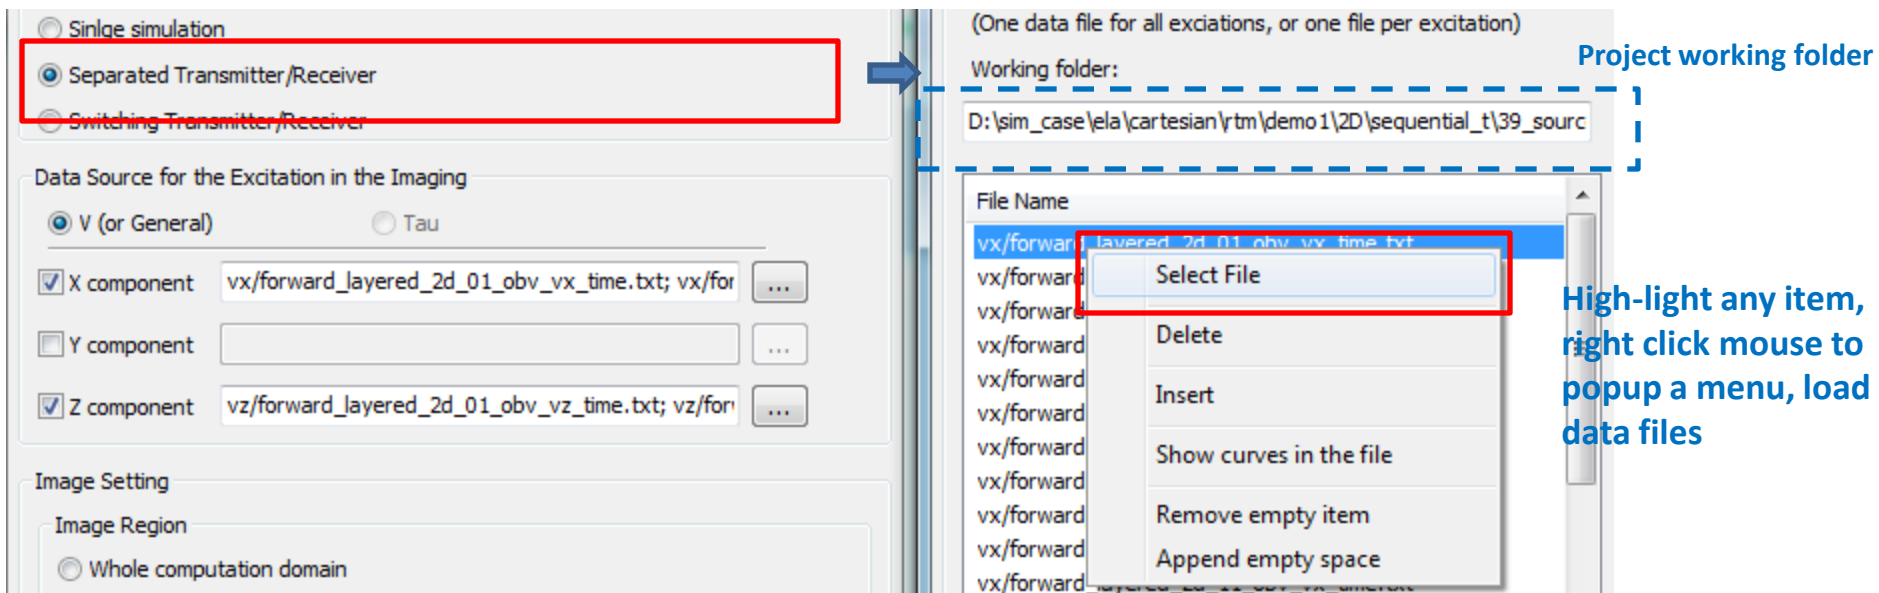 Sinlge simulation
Separated Transmitter/Receiver
Switching Transmitter/Receiver
Data Source for the Excitation in the Imaging
V (or General)
Tau
X component
vx/forward_layered_2d_01_obv_vx_time.txt; vx/for
...
Y component
...
Z component
vz/forward_layered_2d_01_obv_vz_time.txt; vz/for
...
Image Setting
Image Region
Whole computation domain
(One data file for all exciations, or one file per excitation)
Working folder:
Project working folder
D:\sim_case\ela\cartesian\rtm\demo1\2D\sequential_t\39_sourc
File Name
vx/forward_layered_2d_01_obv_vx_time.txt
vx/forward
vx/forward
vx/forward
vx/forward
vx/forward
vx/forward
vx/forward
vx/forward
vx/forward
vx/forward_layered_2d_11_obv_vx_time.txt
Select File
Delete
Insert
Show curves in the file
Remove empty item
Append empty space
High-light any item,
right click mouse to
popup a menu, load
data files